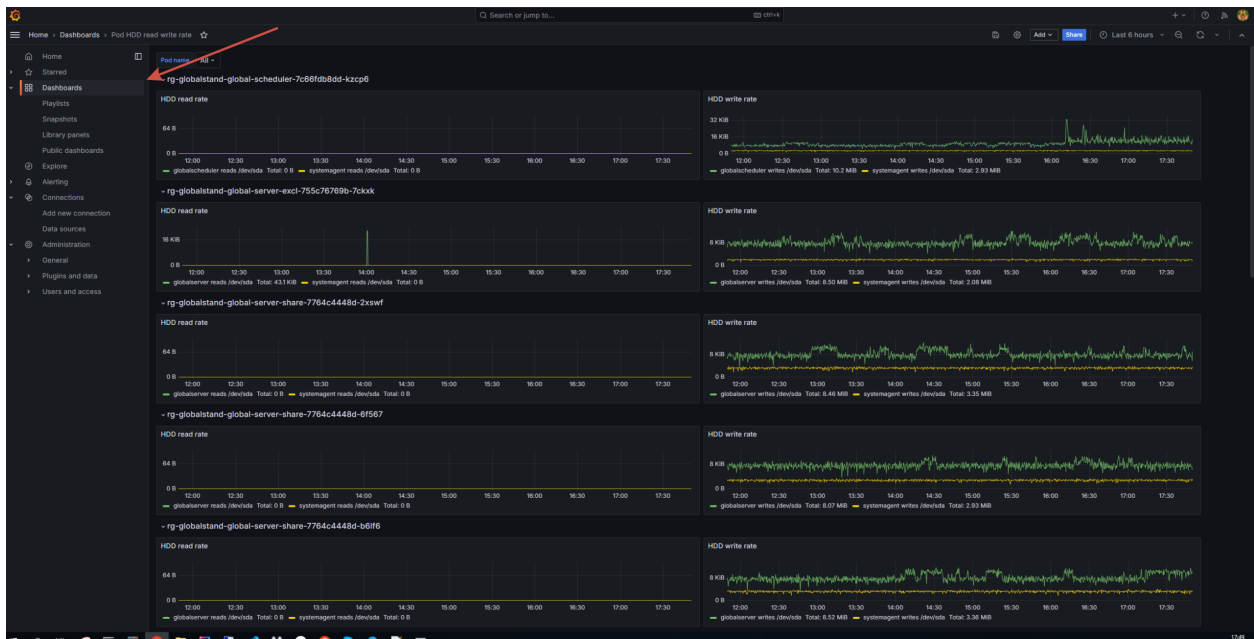 Search or jump to...
ctrl+k
Home › Dashboards › Pod HDD read write rate
Add
Share
Last 6 hours
Home
Starred
Dashboards
Playlists
Snapshots
Library panels
Public dashboards
Explore
Alerting
Connections
Add new connection
Data sources
Administration
General
Plugins and data
Users and access
Pod name
All
rg-globalstand-global-scheduler-7c66fdb8dd-kzcp6
HDD read rate
64 B
0 B
12:00 12:30 13:00 13:30 14:00 14:30 15:00 15:30 16:30 16:30 17:00 17:30
globalscheduler reads /dev/sda Total: 0 B systemagent reads /dev/sda Total: 0 B
HDD write rate
32 KiB
16 KiB
0 B
12:00 12:30 13:00 13:30 14:00 14:30 15:00 15:30 16:00 16:30 17:00 17:30
globalscheduler writes /dev/sda Total: 10.2 MiB systemagent writes /dev/sda Total: 2.93 MiB
rg-globalstand-global-server-excl-755c76769b-7ckxk
HDD read rate
16 KiB
0 B
12:00 12:30 13:00 13:30 14:00 14:30 15:00 15:30 16:00 16:30 17:00 17:30
globalserver reads /dev/sda Total: 43.1 KiB systemagent reads /dev/sda Total: 0 B
HDD write rate
8 KiB
0 B
12:00 12:30 13:00 13:30 14:00 14:30 15:00 15:30 16:00 16:30 17:00 17:30
globalserver writes /dev/sda Total: 8.50 MiB systemagent writes /dev/sda Total: 2.08 MiB
rg-globalstand-global-server-share-7764c4448d-2xswf
HDD read rate
64 B
0 B
12:00 12:30 13:00 13:30 14:00 14:30 15:00 15:30 16:00 16:30 17:00 17:30
globalserver reads /dev/sda Total: 0 B systemagent reads /dev/sda Total: 0 B
HDD write rate
8 KiB
0 B
12:00 12:30 13:00 13:30 14:00 14:30 15:00 15:30 16:00 16:30 17:00 17:30
globalserver writes /dev/sda Total: 8.46 MiB systemagent writes /dev/sda Total: 3.35 MiB
rg-globalstand-global-server-share-7764c4448d-6f567
HDD read rate
64 B
0 B
12:00 12:30 13:00 13:30 14:00 14:30 15:00 15:30 16:00 16:30 17:00 17:30
globalserver reads /dev/sda Total: 0 B systemagent reads /dev/sda Total: 0 B
HDD write rate
8 KiB
0 B
12:00 12:30 13:00 13:30 14:00 14:30 15:00 15:30 16:00 16:30 17:00 17:30
globalserver writes /dev/sda Total: 8.07 MiB systemagent writes /dev/sda Total: 2.93 MiB
rg-globalstand-global-server-share-7764c4448d-b6lf6
HDD read rate
64 B
0 B
12:00 12:30 13:00 13:30 14:00 14:30 15:00 15:30 16:00 16:30 17:00 17:30
globalserver reads /dev/sda Total: 0 B systemagent reads /dev/sda Total: 0 B
HDD write rate
8 KiB
0 B
12:00 12:30 13:00 13:30 14:00 14:30 15:00 15:30 16:00 16:30 17:00 17:30
globalserver writes /dev/sda Total: 8.52 MiB systemagent writes /dev/sda Total: 3.36 MiB
17:49